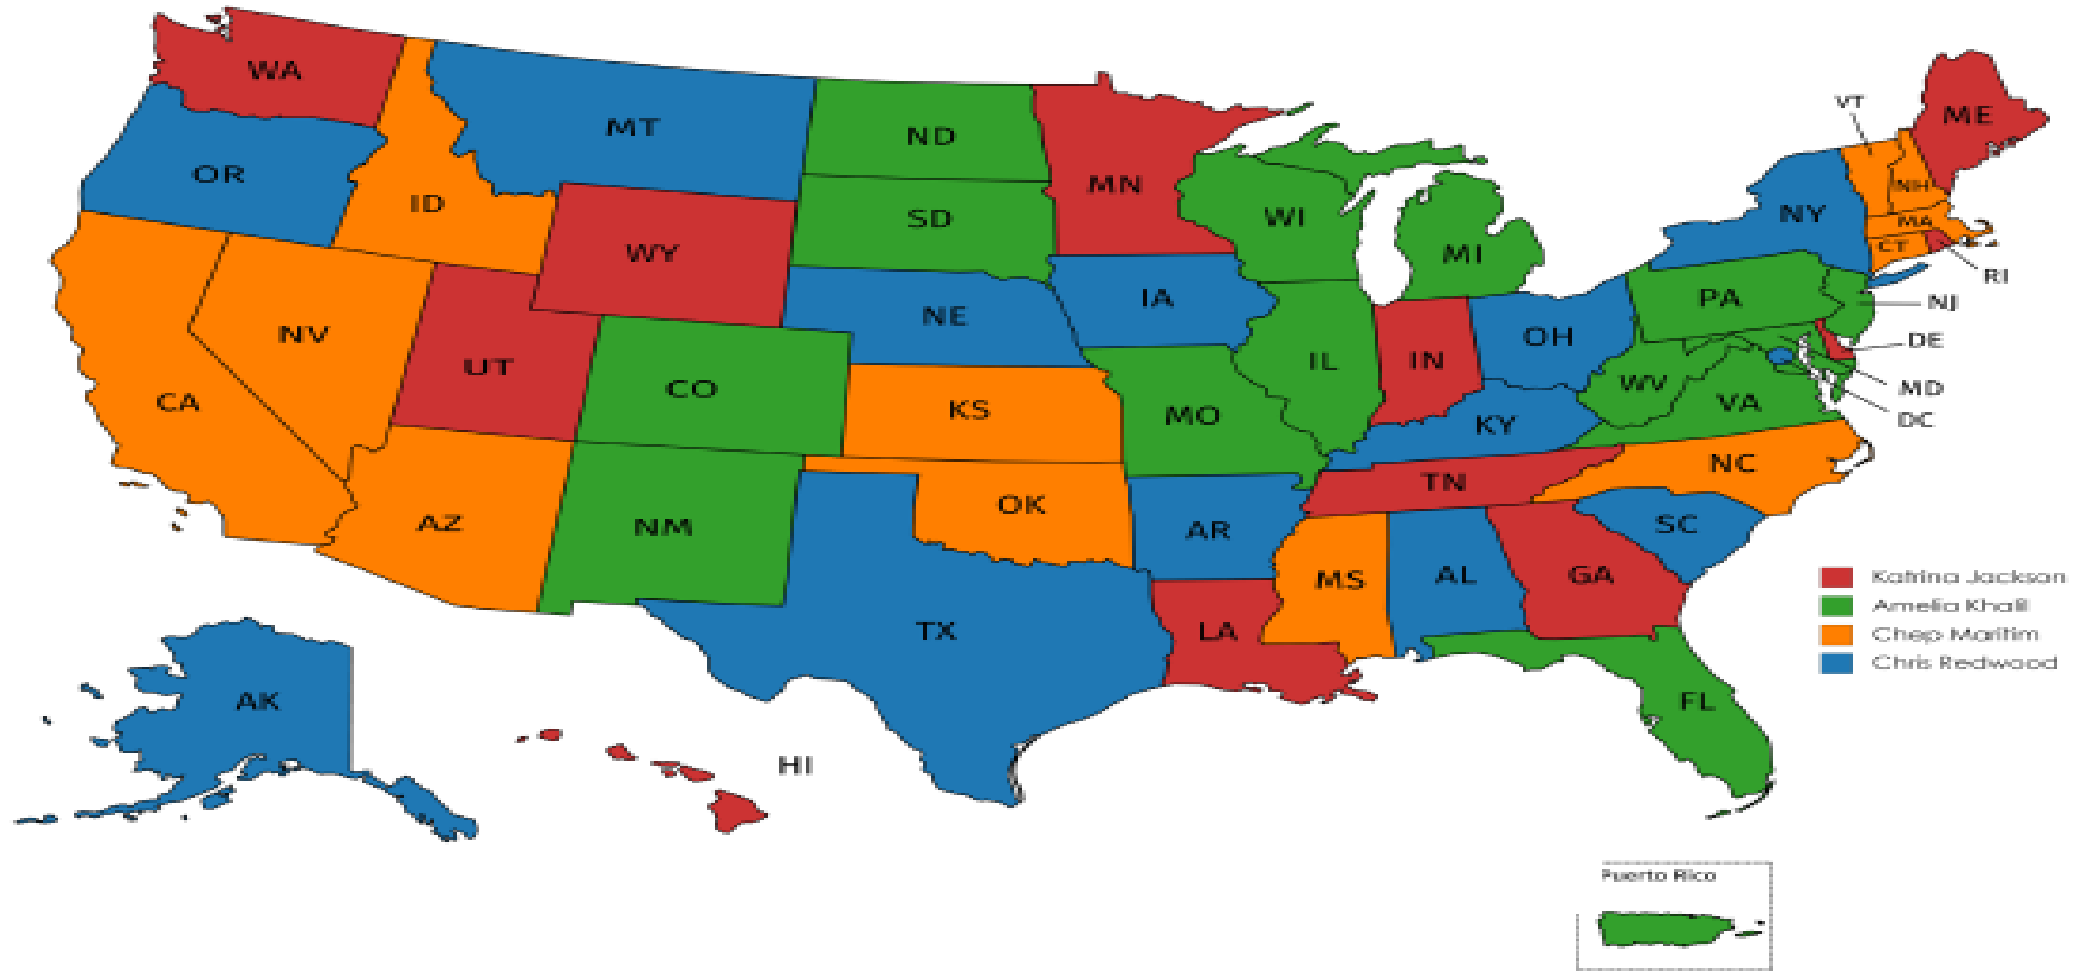 WA
MT
ND
MN
ME
VT
OR
ID
SD
WI
MI
NY
NH
MA
CT
RI
WY
NE
IA
PA
NJ
NV
UT
CO
KS
MO
IL
IN
OH
WV
VA
DE
MD
DC
CA
KY
AZ
NM
OK
AR
TN
NC
SC
MS
AL
GA
TX
LA
FL
AK
HI
Katrina Jackson
Amelia Khalil
Chep Maritim
Chris Redwood
Puerto Rico